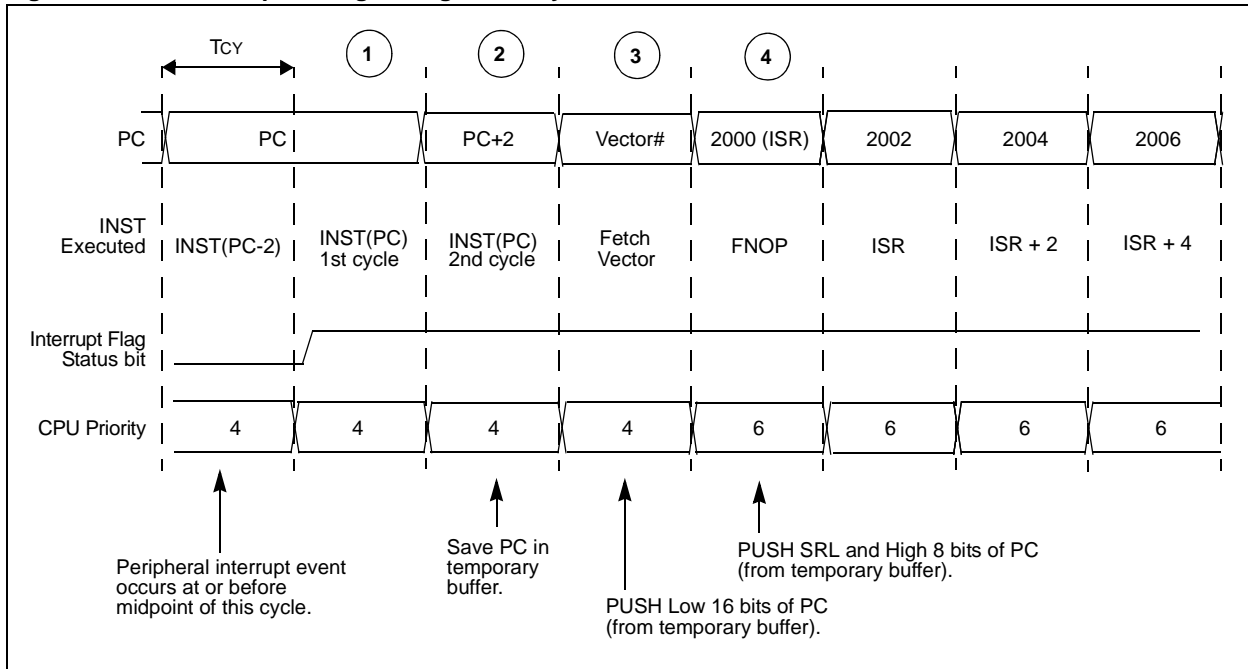 TCY
1
2
3
4
PC
PC
PC+2
Vector#
2000 (ISR)
2002
2004
2006
INST
Executed
INST(PC-2)
INST(PC)
1st cycle
INST(PC)
2nd cycle
Fetch
Vector
FNOP
ISR
ISR + 2
ISR + 4
Interrupt Flag
Status bit
CPU Priority
4
4
4
4
6
6
6
6
Peripheral interrupt event
occurs at or before
midpoint of this cycle.
Save PC in
temporary
buffer.
PUSH Low 16 bits of PC
(from temporary buffer).
PUSH SRL and High 8 bits of PC
(from temporary buffer).